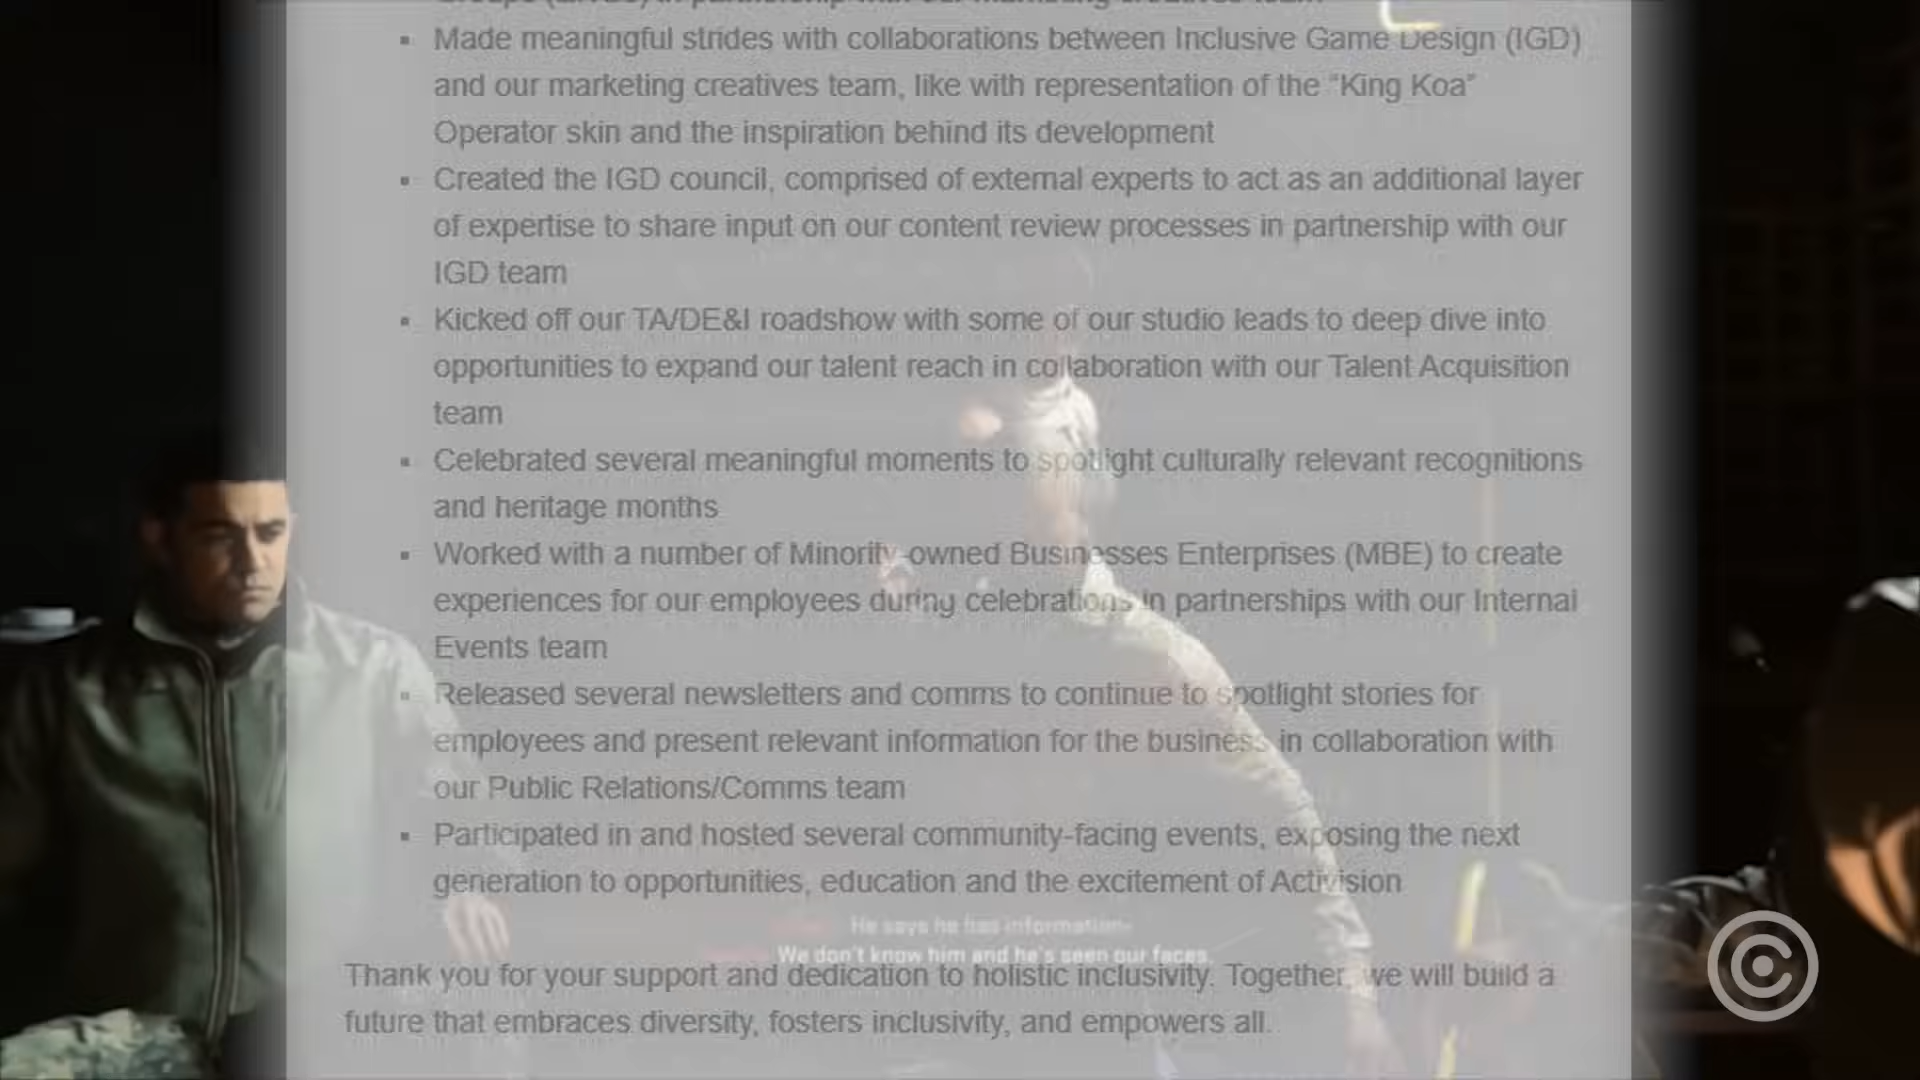 Made meaningful strides with collaborations between Inclusive Game Design (IGD)
and our marketing creatives team, like with representation of the "King Koa"
Operator skin and the inspiration behind its development
Created the IGD council, comprised of external experts to act as an additional layer
of expertise to share input on our content review processes in partnership with our
IGD team
Kicked off our TA/DE&I roadshow with some of our studio leads to deep dive into
opportunities to expand our talent reach in collaboration with our Talent Acquisition
team
Celebrated several meaningful moments to spotlight culturally relevant recognitions
and heritage months
Worked with a number of Minority-owned Businesses Enterprises (MBE) to create
experiences for our employees during celebrations in partnerships with our Internal
Events team
Released several newsletters and comms to continue to spotlight stories for
employees and present relevant information for the business in collaboration with
our Public Relations/Comms team
Participated in and hosted several community-facing events, exposing the next
generation to opportunities, education and the excitement of Activision
He says he has information-
We don't know him and he's seen our faces.
Thank you for your support and dedication to holistic inclusivity. Together, we will build a
future that embraces diversity, fosters inclusivity, and empowers all.